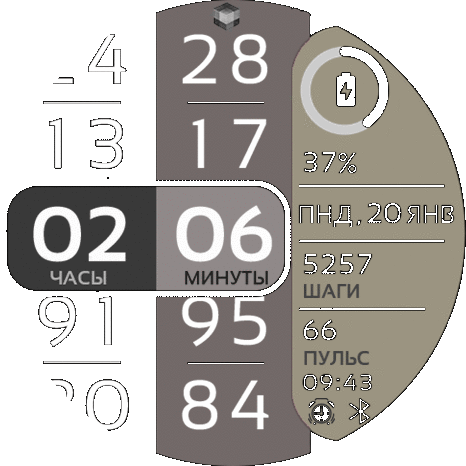 28
13 17
02 06
ЧАСЫ МИНУТЫ
91 95
84
37%
ПНД, 20 ЯНВ
5257
ШАГИ
66
ПУЛЬС
09:43